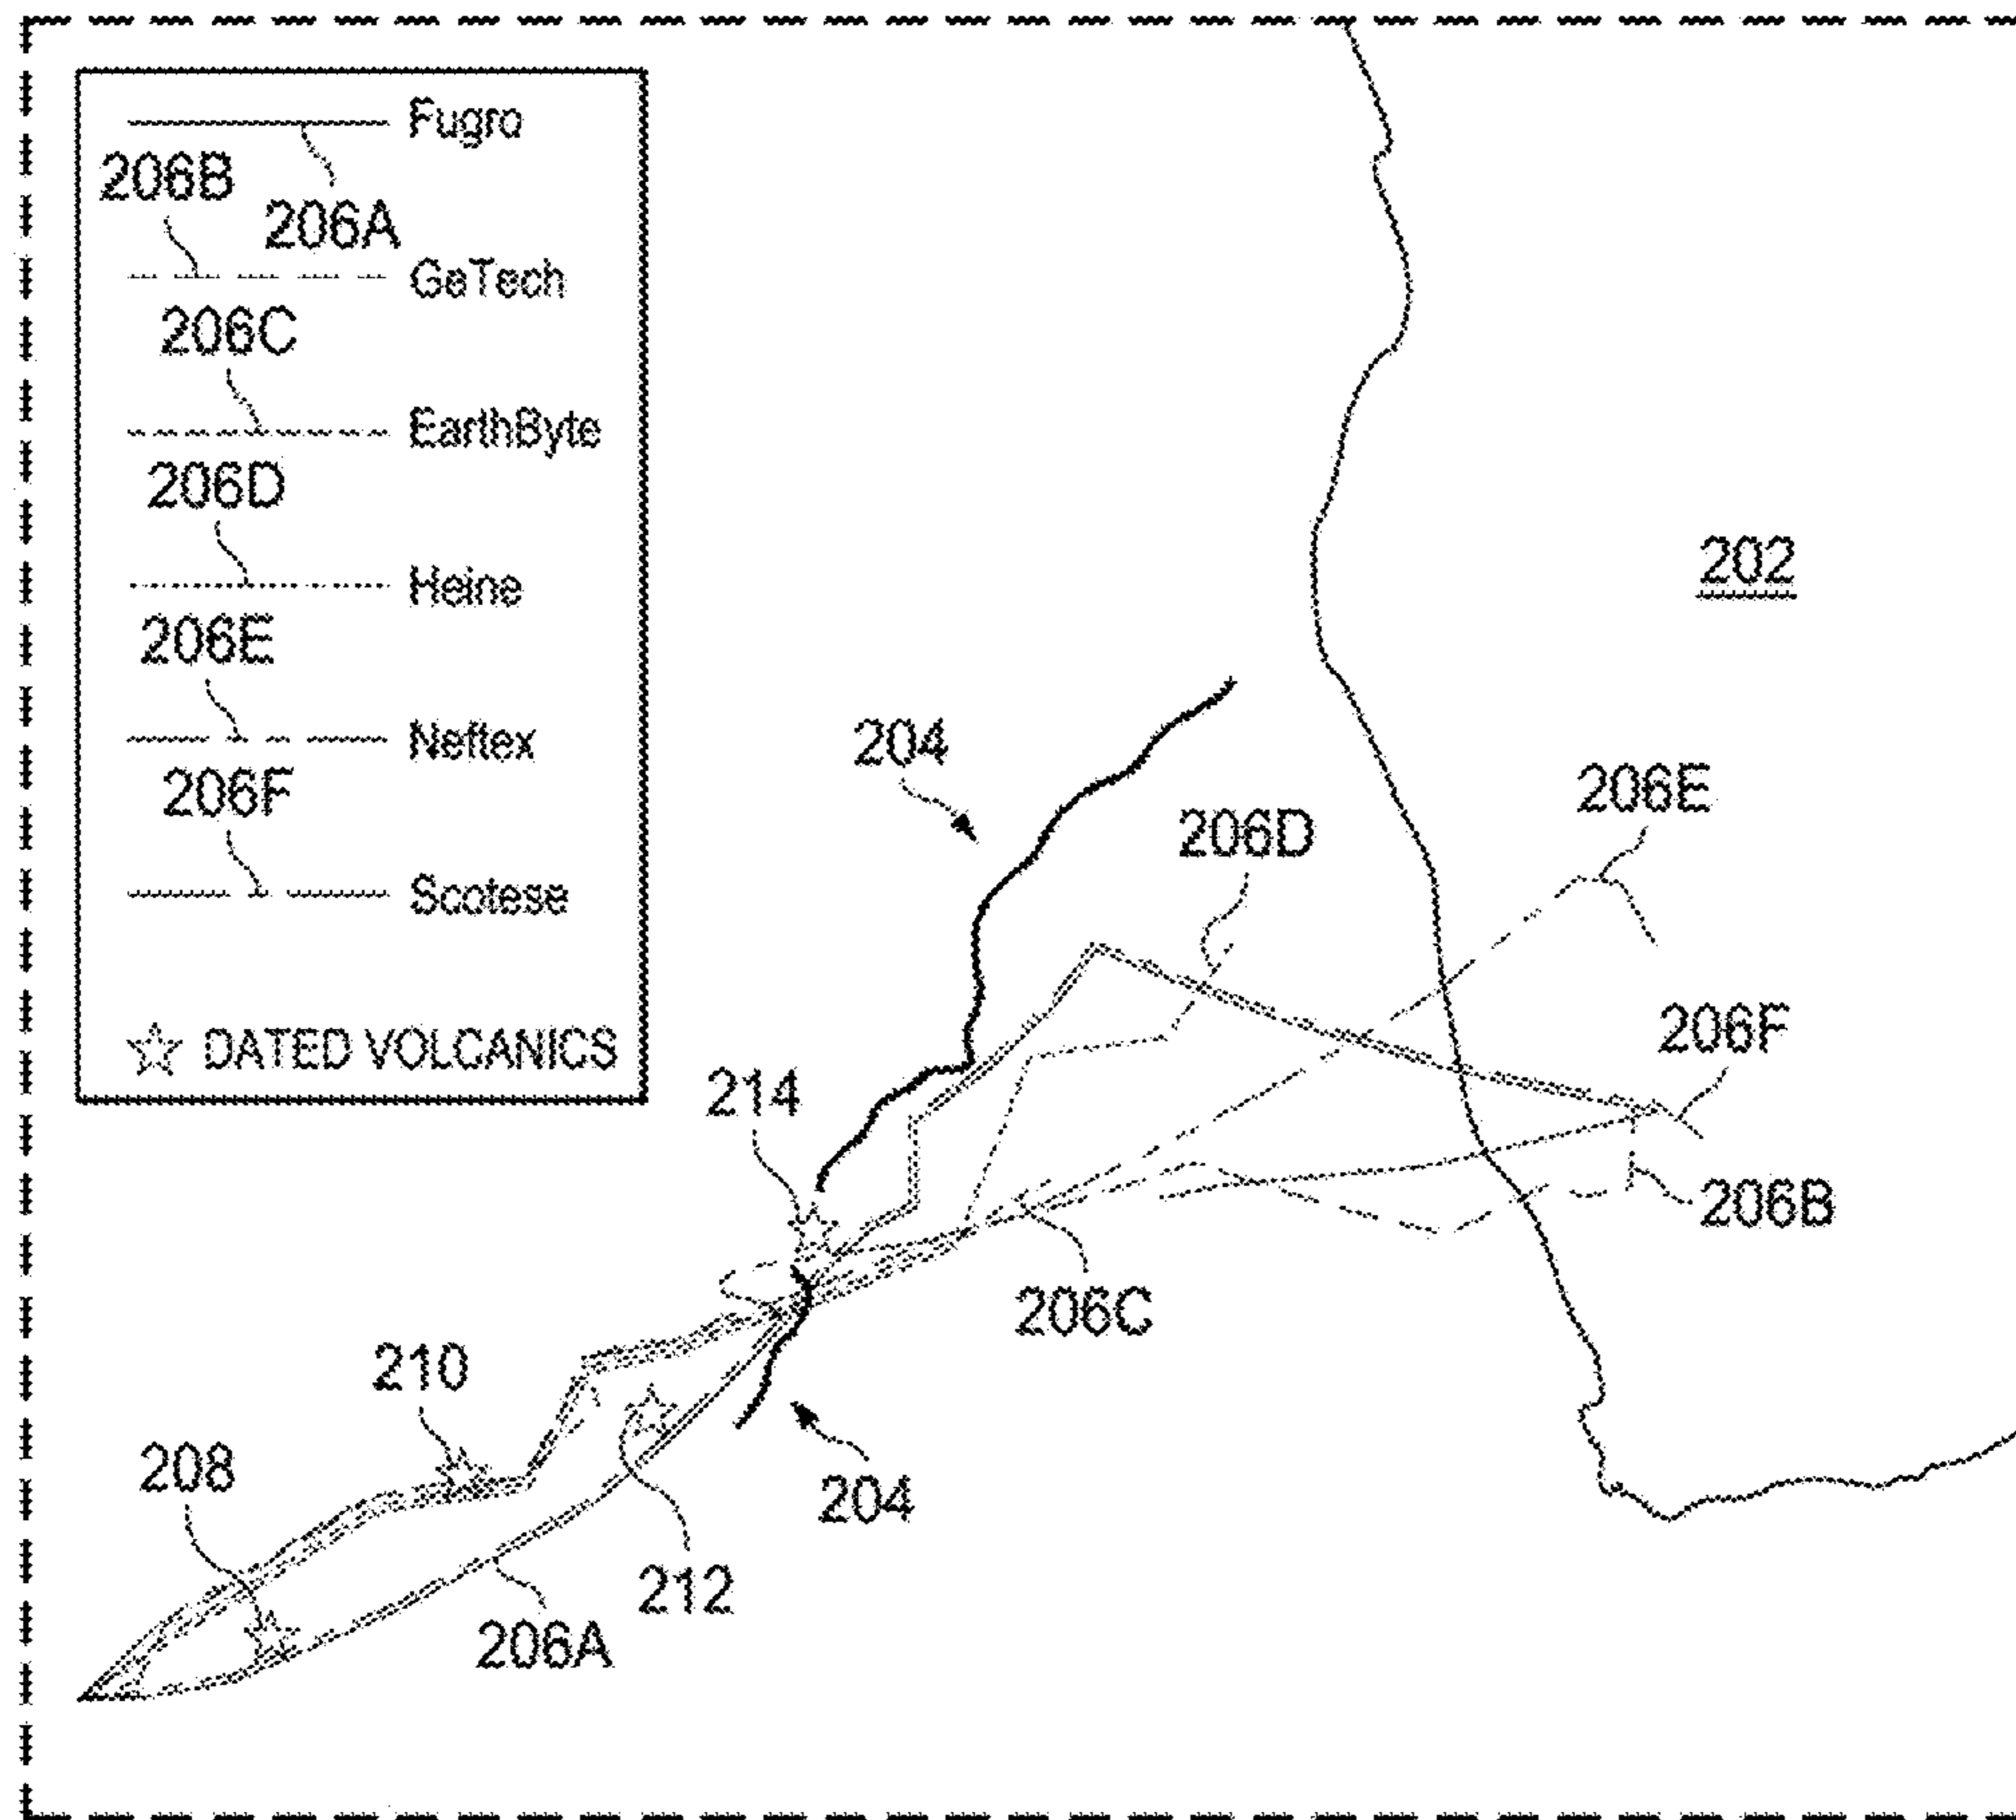 Fugro
206B
206A
GeTech
206C
EarthByte
206D
Heine
206E
Neftex
206F
Scotese
DATED VOLCANICS
202
204
206D
206E
206F
214
206B
206C
210
208
204
212
206A